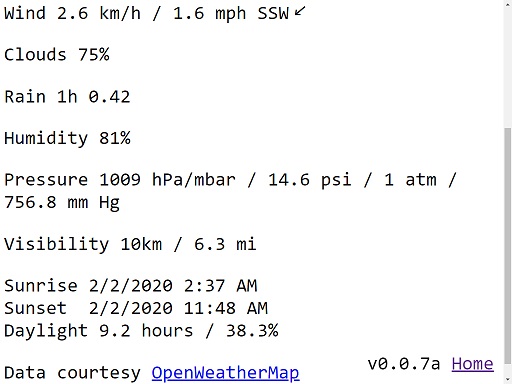 Wind 2.6 km/h / 1.6 mph SSW↙
Clouds 75%
Rain 1h 0.42
Humidity 81%
Pressure 1009 hPa/mbar / 14.6 psi / 1 atm /
756.8 mm Hg
Visibility 10km / 6.3 mi
Sunrise 2/2/2020 2:37 AM
Sunset  2/2/2020 11:48 AM
Daylight 9.2 hours / 38.3%
Data courtesy OpenWeatherMap
v0.0.7a Home